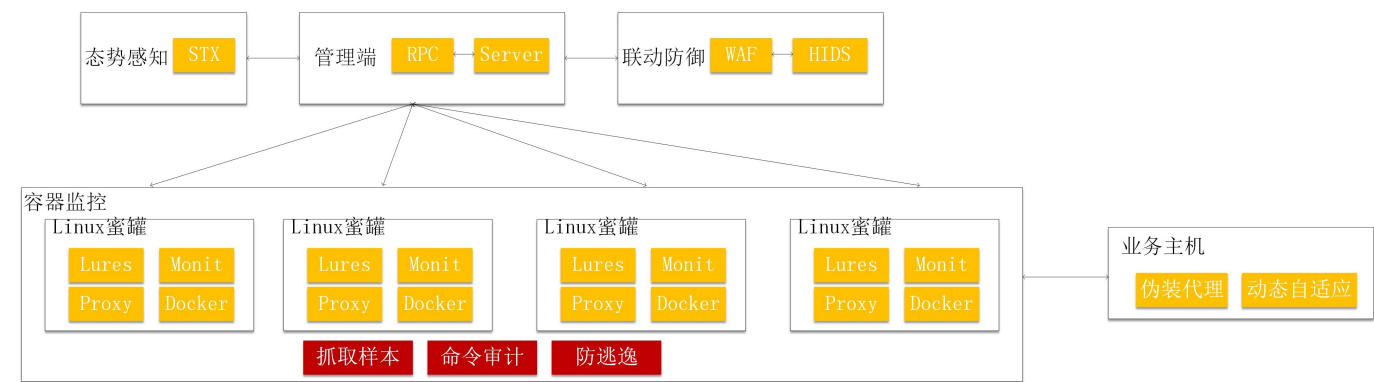 态势感知 STX
管理端 RPC Server
联动防御 WAF HIDS
容器监控
Linux蜜罐 Linux蜜罐 Linux蜜罐 Linux蜜罐
Lures Monit Lures Monit Lures Monit Lures Monit
Proxy Docker Proxy Docker Proxy Docker Proxy Docker
抓取样本 命令审计 防逃逸
业务主机
伪装代理 动态自适应